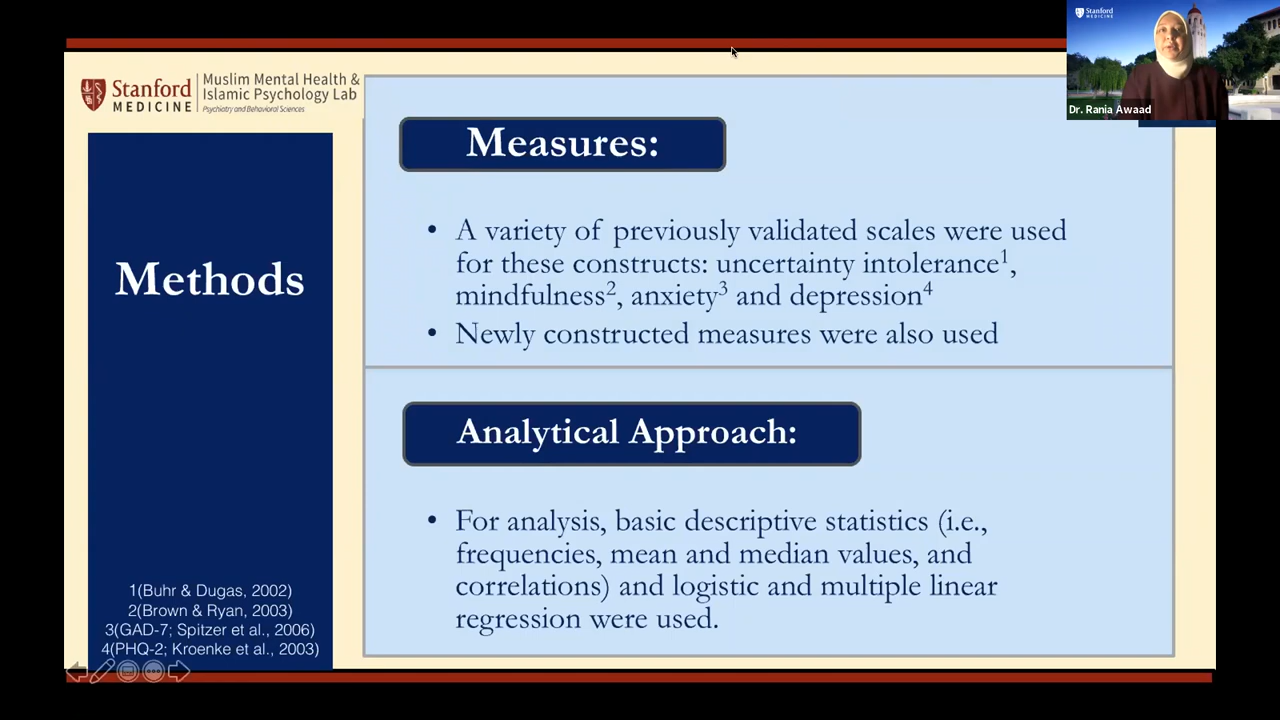 Stanford
MEDICINE
Muslim Mental Health &
Islamic Psychology Lab
Psychiatry and Behavioral Sciences
Stanford
MEDICINE
Dr. Rania Awaad
Methods
1(Buhr & Dugas, 2002)
2(Brown & Ryan, 2003)
3(GAD-7; Spitzer et al., 2006)
4(PHQ-2; Kroenke et al., 2003)
Measures:
• A variety of previously validated scales were used
for these constructs: uncertainty intolerance¹,
mindfulness², anxiety³ and depression⁴
• Newly constructed measures were also used
Analytical Approach:
• For analysis, basic descriptive statistics (i.e.,
frequencies, mean and median values, and
correlations) and logistic and multiple linear
regression were used.